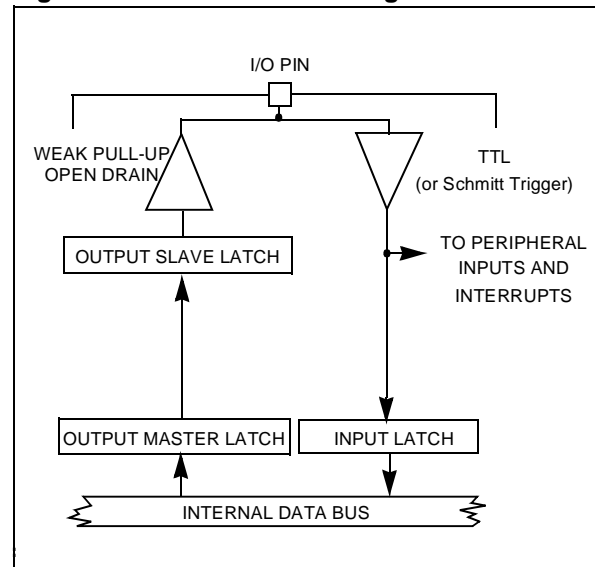 I/O PIN
WEAK PULL-UP
OPEN DRAIN
TTL
(or Schmitt Trigger)
OUTPUT SLAVE LATCH
TO PERIPHERAL
INPUTS AND
INTERRUPTS
OUTPUT MASTER LATCH
INPUT LATCH
INTERNAL DATA BUS